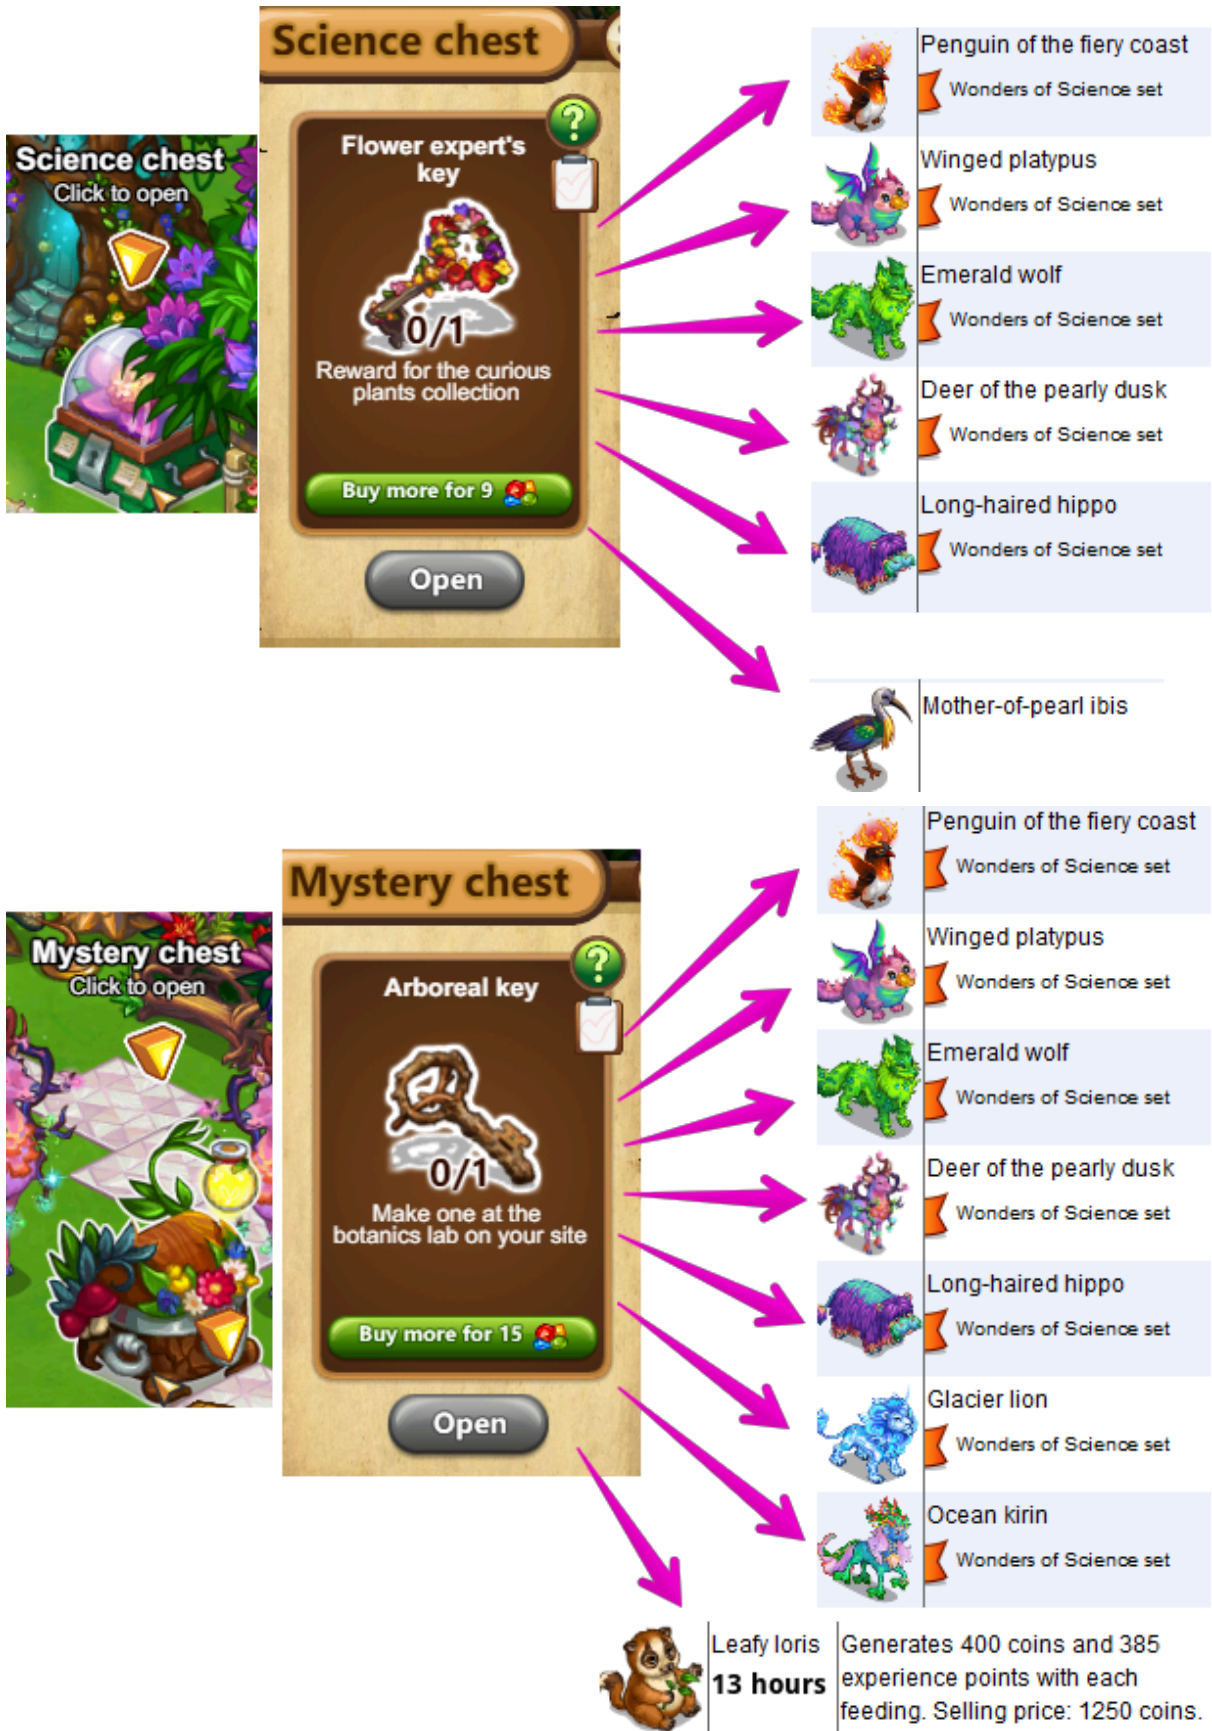 Science chest
Flower expert's
key
0/1
Reward for the curious
plants collection
Buy more for 9
Open
Science chest
Click to open
Penguin of the fiery coast
Wonders of Science set
Winged platypus
Wonders of Science set
Emerald wolf
Wonders of Science set
Deer of the pearly dusk
Wonders of Science set
Long-haired hippo
Wonders of Science set
Mother-of-pearl ibis
Mystery chest
Arboreal key
0/1
Make one at the
botanics lab on your site
Buy more for 15
Open
Mystery chest
Click to open
Penguin of the fiery coast
Wonders of Science set
Winged platypus
Wonders of Science set
Emerald wolf
Wonders of Science set
Deer of the pearly dusk
Wonders of Science set
Long-haired hippo
Wonders of Science set
Glacier lion
Wonders of Science set
Ocean kirin
Wonders of Science set
Leafy loris
13 hours
Generates 400 coins and 385
experience points with each
feeding. Selling price: 1250 coins.